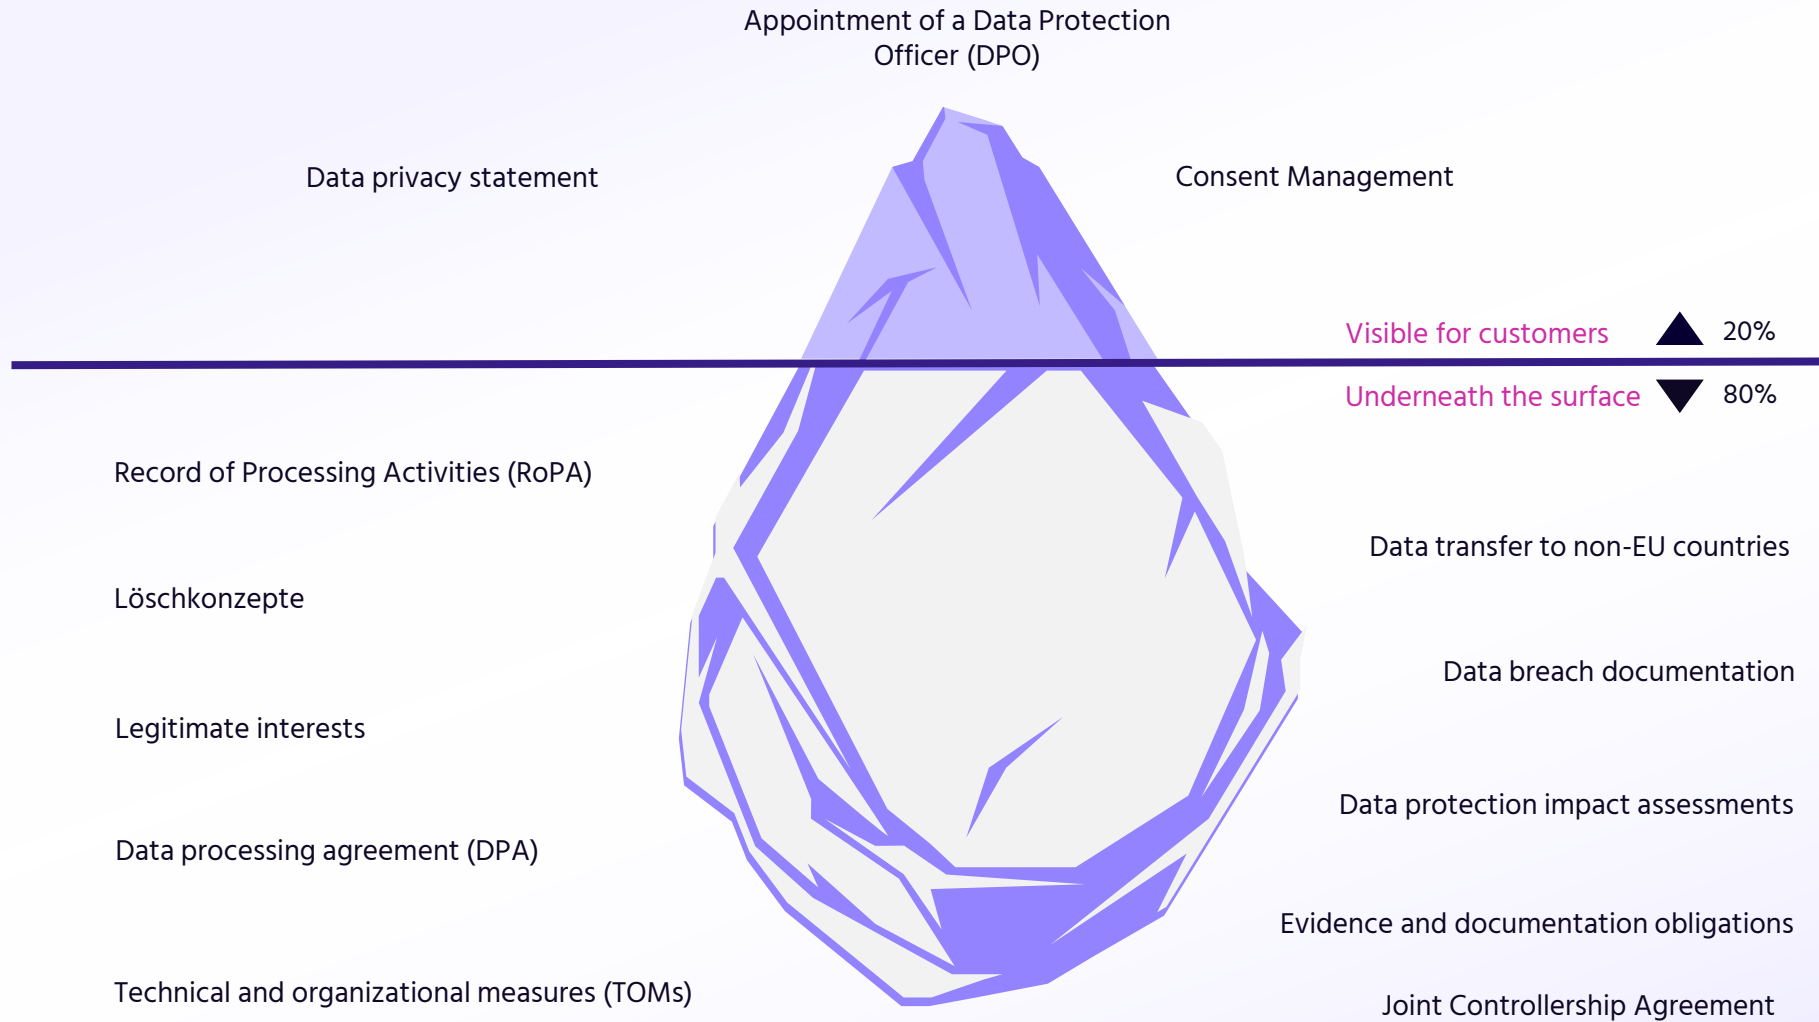 Appointment of a Data Protection
Officer (DPO)
Data privacy statement
Consent Management
Visible for customers 20%
Underneath the surface 80%
Record of Processing Activities (RoPA)
Data transfer to non-EU countries
Löschkonzepte
Data breach documentation
Legitimate interests
Data protection impact assessments
Data processing agreement (DPA)
Evidence and documentation obligations
Technical and organizational measures (TOMs)
Joint Controllership Agreement